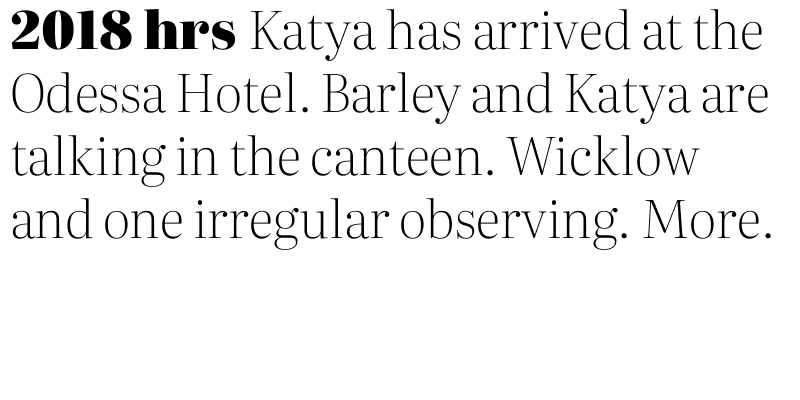 2018 hrs Katya has arrived at the
Odessa Hotel. Barley and Katya are
talking in the canteen. Wicklow
and one irregular observing. More.